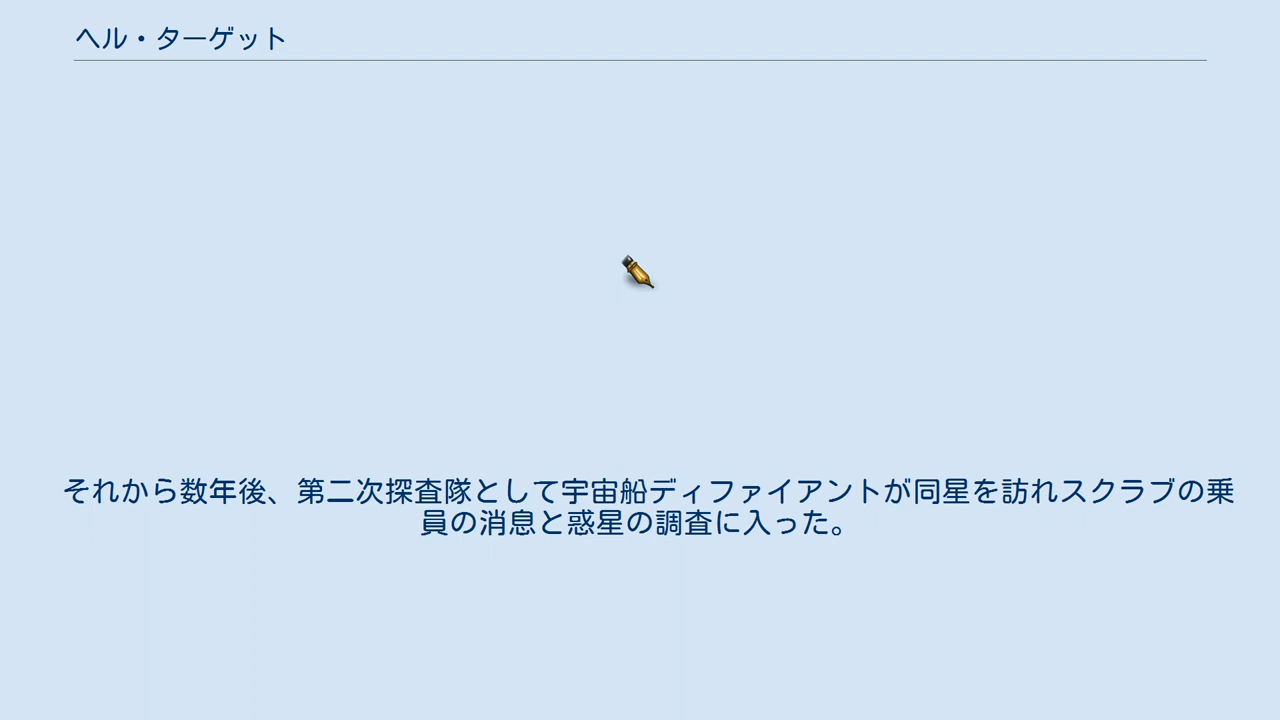 ヘル・ターゲット
それから数年後、第二次探査隊として宇宙船ディファイアントが同星を訪れスクラブの乗
員の消息と惑星の調査に入った。